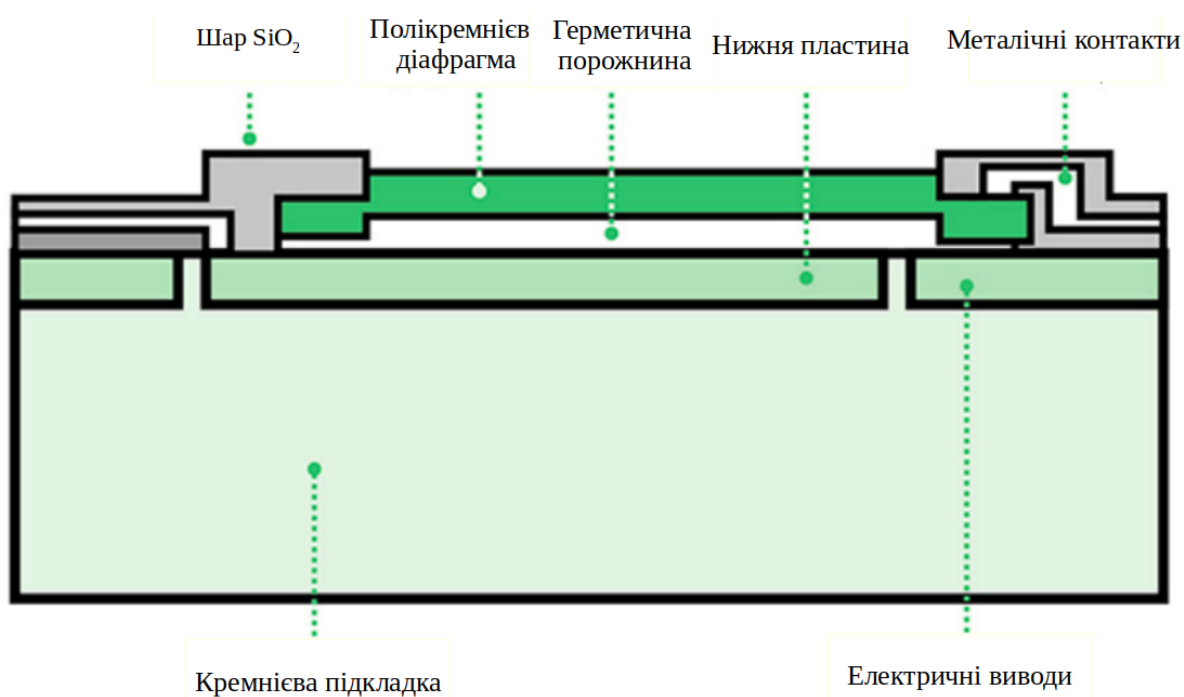 Шар SiO₂
Полікремнієв
діафрагма
Герметична
порожнина
Нижня пластина
Металічні контакти
Кремнієва підкладка
Електричні виводи